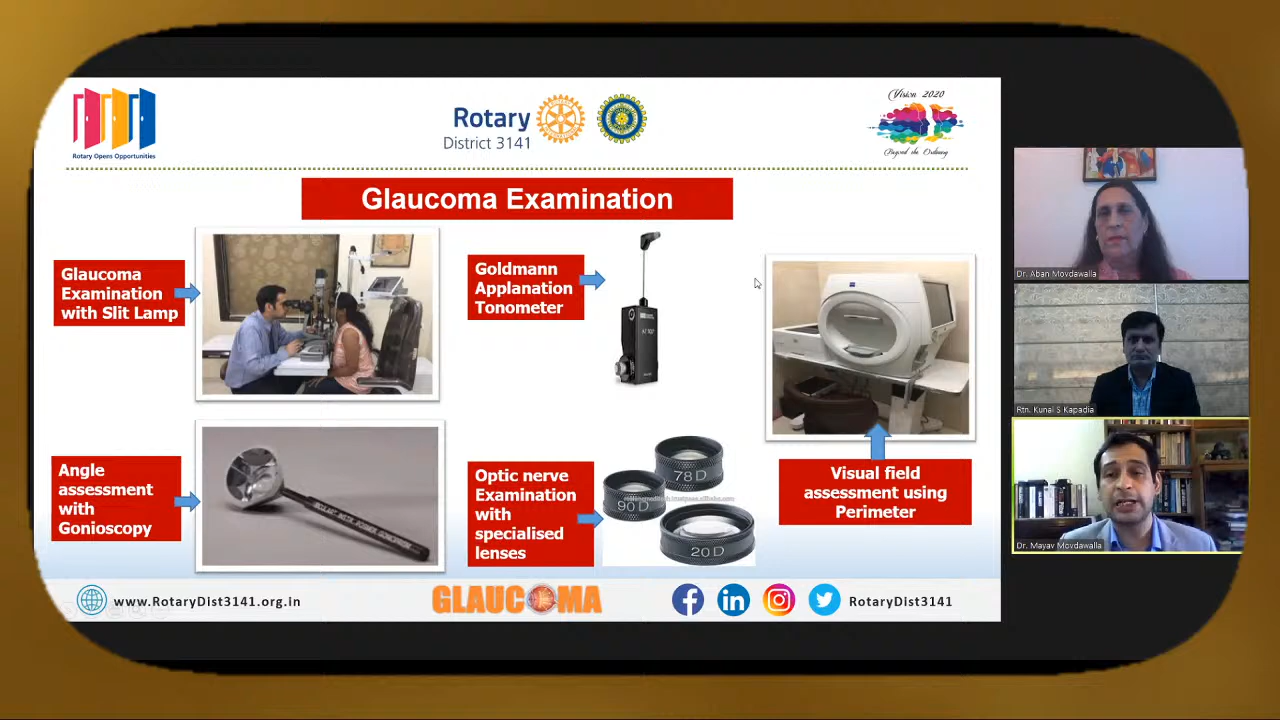 Rotary Opens Opportunities
Rotary
District 3141
Vision 2020
Beyond the Ordinary
Glaucoma Examination
Glaucoma
Examination
with Slit Lamp
Goldmann
Applanation
Tonometer
Angle
assessment
with
Gonioscopy
Optic nerve
Examination
with
specialised
lenses
78D
90D
20D
Visual field
assessment using
Perimeter
Dr. Aban Movdawalla
Rtn. Kunal S Kapadia
Dr. Mayav Movdawalla
www.RotaryDist3141.org.in
GLAUCOMA
RotaryDist3141